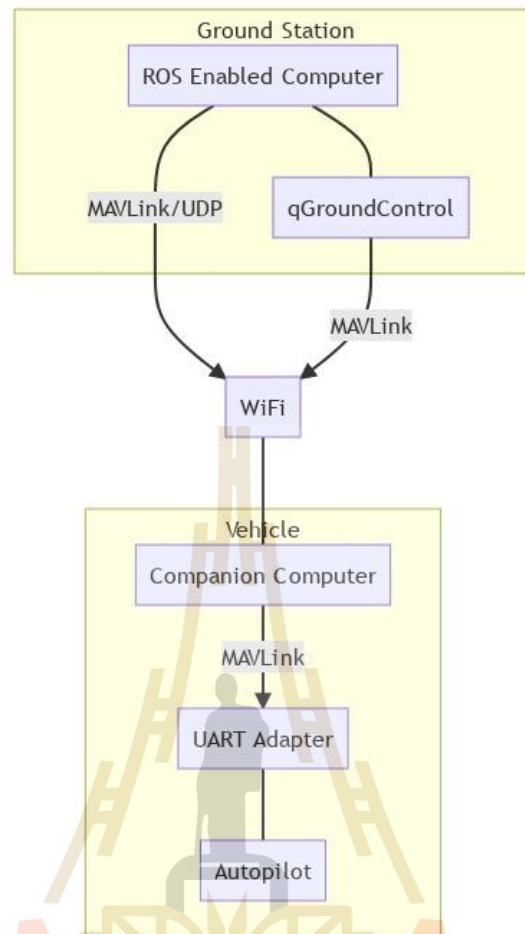 Ground Station
ROS Enabled Computer
MAVLink/UDP
qGroundControl
MAVLink
WiFi
Vehicle
Companion Computer
MAVLink
UART Adapter
Autopilot